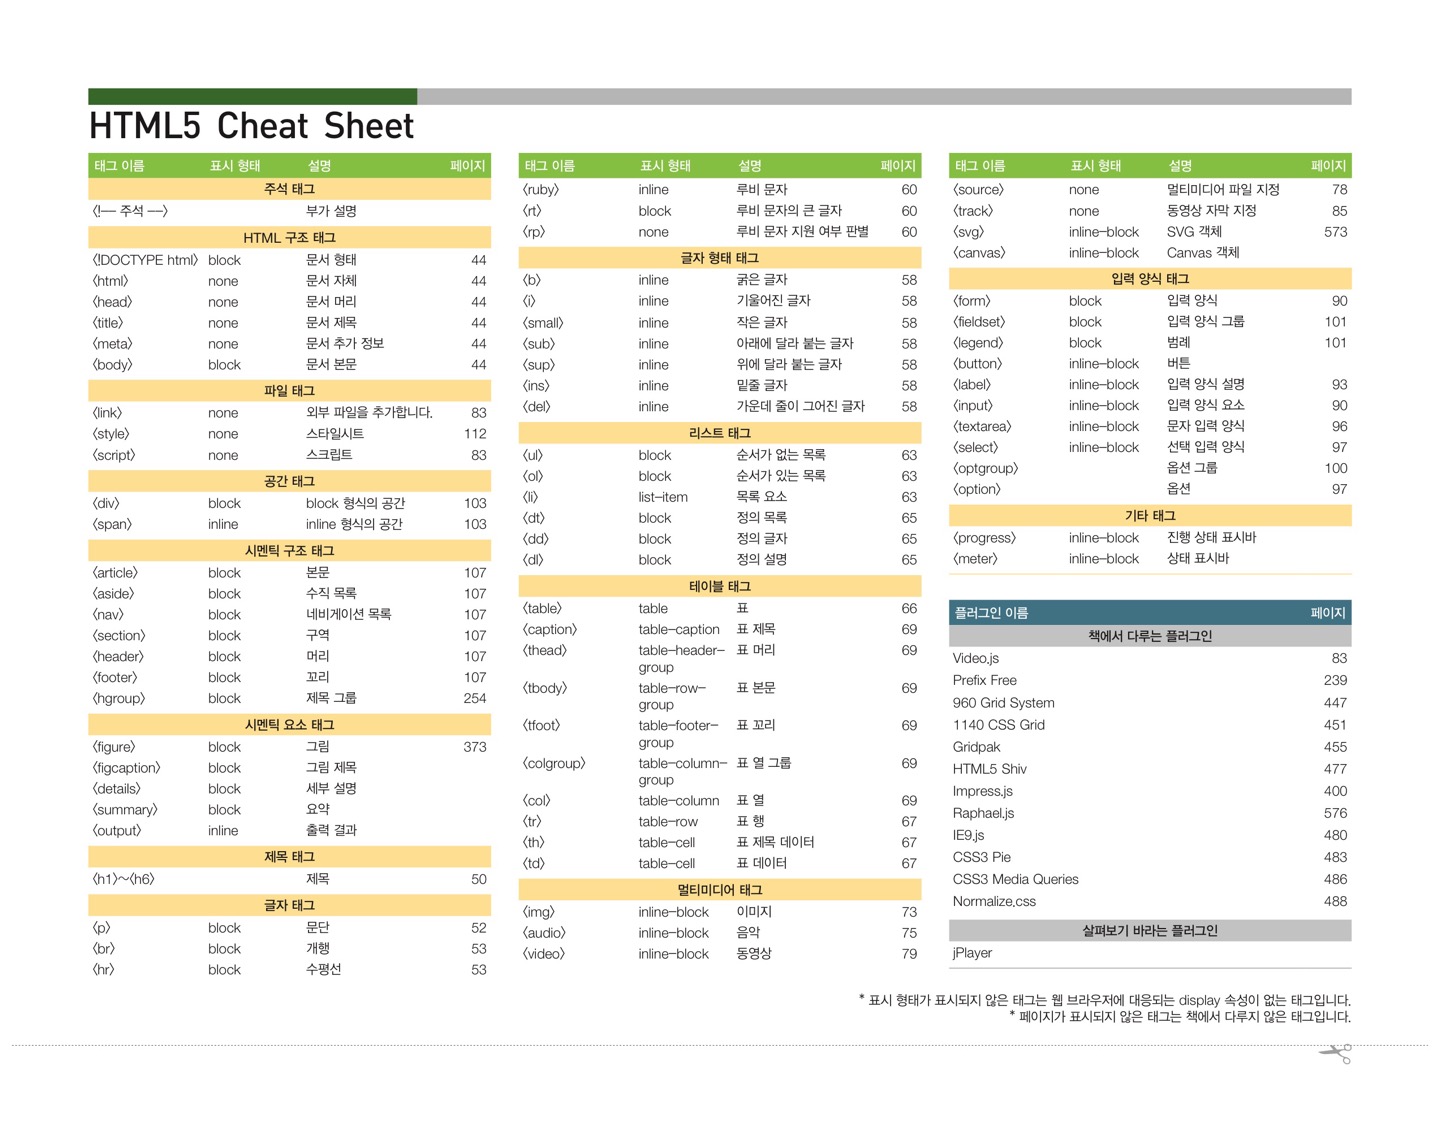 HTML5 Cheat Sheet
태그 이름 표시 형태 설명 페이지
주석 태그
〈!-- 주석 --〉 부가 설명
HTML 구조 태그
〈!DOCTYPE html〉 block 문서 형태 44
〈html〉 none 문서 자체 44
〈head〉 none 문서 머리 44
〈title〉 none 문서 제목 44
〈meta〉 none 문서 추가 정보 44
〈body〉 block 문서 본문 44
파일 태그
〈link〉 none 외부 파일을 추가합니다. 83
〈style〉 none 스타일시트 112
〈script〉 none 스크립트 83
공간 태그
〈div〉 block block 형식의 공간 103
〈span〉 inline inline 형식의 공간 103
시멘틱 구조 태그
〈article〉 block 본문 107
〈aside〉 block 수직 목록 107
〈nav〉 block 네비게이션 목록 107
〈section〉 block 구역 107
〈header〉 block 머리 107
〈footer〉 block 꼬리 107
〈hgroup〉 block 제목 그룹 254
시멘틱 요소 태그
〈figure〉 block 그림 373
〈figcaption〉 block 그림 제목
〈details〉 block 세부 설명
〈summary〉 block 요약
〈output〉 inline 출력 결과
제목 태그
〈h1〉~〈h6〉 제목 50
글자 태그
〈p〉 block 문단 52
〈br〉 block 개행 53
〈hr〉 block 수평선 53
태그 이름 표시 형태 설명 페이지
〈ruby〉 inline 루비 문자 60
〈rt〉 block 루비 문자의 큰 글자 60
〈rp〉 none 루비 문자 지원 여부 판별 60
글자 형태 태그
〈b〉 inline 굵은 글자 58
〈i〉 inline 기울어진 글자 58
〈small〉 inline 작은 글자 58
〈sub〉 inline 아래에 달라 붙는 글자 58
〈sup〉 inline 위에 달라 붙는 글자 58
〈ins〉 inline 밑줄 글자 58
〈del〉 inline 가운데 줄이 그어진 글자 58
리스트 태그
〈ul〉 block 순서가 없는 목록 63
〈ol〉 block 순서가 있는 목록 63
〈li〉 list-item 목록 요소 63
〈dt〉 block 정의 목록 65
〈dd〉 block 정의 글자 65
〈dl〉 block 정의 설명 65
테이블 태그
〈table〉 table 표 66
〈caption〉 table-caption 표 제목 69
〈thead〉 table-header- 표 머리 69
group
〈tbody〉 table-row- 표 본문 69
group
〈tfoot〉 table-footer- 표 꼬리 69
group
〈colgroup〉 table-column- 표 열 그룹 69
group
〈col〉 table-column 표 열 69
〈tr〉 table-row 표 행 67
〈th〉 table-cell 표 제목 데이터 67
〈td〉 table-cell 표 데이터 67
멀티미디어 태그
〈img〉 inline-block 이미지 73
〈audio〉 inline-block 음악 75
〈video〉 inline-block 동영상 79
태그 이름 표시 형태 설명 페이지
〈source〉 none 멀티미디어 파일 지정 78
〈track〉 none 동영상 자막 지정 85
〈svg〉 inline-block SVG 객체 573
〈canvas〉 inline-block Canvas 객체
입력 양식 태그
〈form〉 block 입력 양식 90
〈fieldset〉 block 입력 양식 그룹 101
〈legend〉 block 범례 101
〈button〉 inline-block 버튼
〈label〉 inline-block 입력 양식 설명 93
〈input〉 inline-block 입력 양식 요소 90
〈textarea〉 inline-block 문자 입력 양식 96
〈select〉 inline-block 선택 입력 양식 97
〈optgroup〉 옵션 그룹 100
〈option〉 옵션 97
기타 태그
〈progress〉 inline-block 진행 상태 표시바
〈meter〉 inline-block 상태 표시바
플러그인 이름 페이지
책에서 다루는 플러그인
Video.js 83
Prefix Free 239
960 Grid System 447
1140 CSS Grid 451
Gridpak 455
HTML5 Shiv 477
Impress.js 400
Raphael.js 576
IE9.js 480
CSS3 Pie 483
CSS3 Media Queries 486
Normalize.css 488
살펴보기 바라는 플러그인
jPlayer
* 표시 형태가 표시되지 않은 태그는 웹 브라우저에 대응되는 display 속성이 없는 태그입니다.
* 페이지가 표시되지 않은 태그는 책에서 다루지 않은 태그입니다.